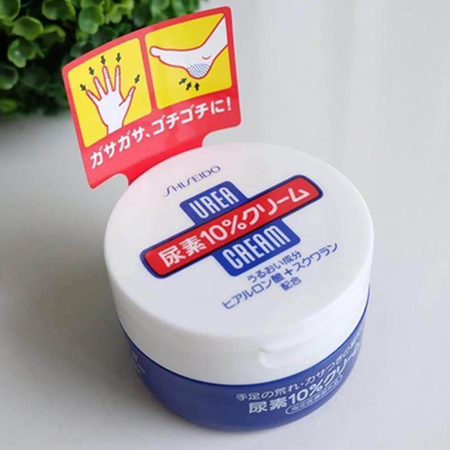 ガサガサ、ゴチゴチに!
SHISEIDO
UREA
尿素10%クリーム
CREAM
うるおい成分
ヒアルロン酸+スクワラン
配合
手足の荒れ・ガサつきの
尿素10%クリーム